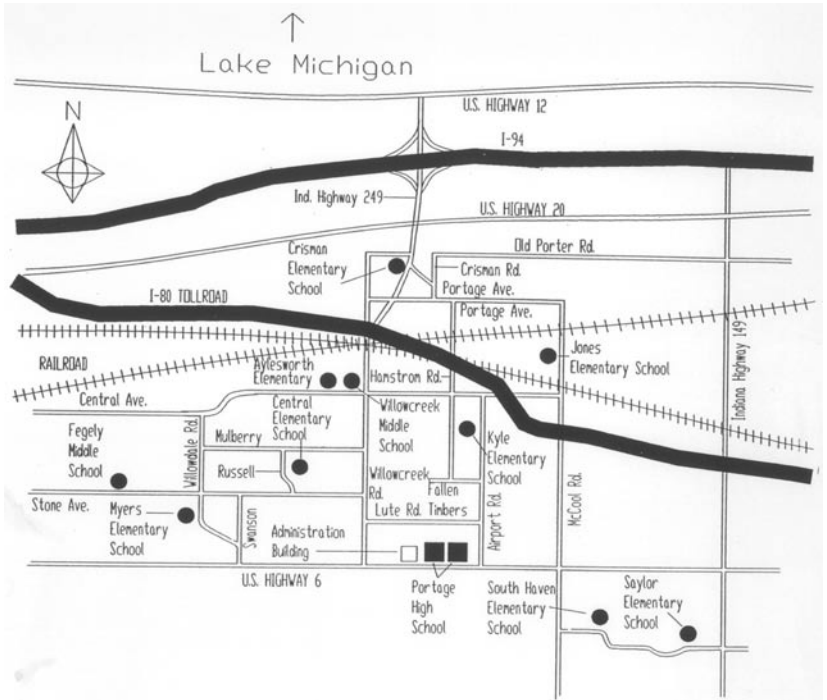 Lake Michigan
N
U.S. HIGHWAY 12
I-94
Ind. Highway 249
U.S. HIGHWAY 20
Old Porter Rd.
Crisman
Elementary
School
Crisman Rd.
Portage Ave.
I-80 TOLLROAD
Portage Ave.
Indiana Highway 149
RAILROAD
Jones
Elementary School
Aylesworth
Elementary
Hamstrom Rd.
Central Ave.
Central
Elementary
School
Willowcreek
Middle
School
Fegely
Middle
School
Willowdale Rd.
Mulberry
Kyle
Elementary
School
Russell
Willowcreek
Rd.
Fallen
Timbers
McCool Rd.
Stone Ave.
Lute Rd.
Airport Rd.
Myers
Elementary
School
Swanson
Administration
Building
U.S. HIGHWAY 6
Portage
High
School
South Haven
Elementary
School
Saylor
Elementary
School